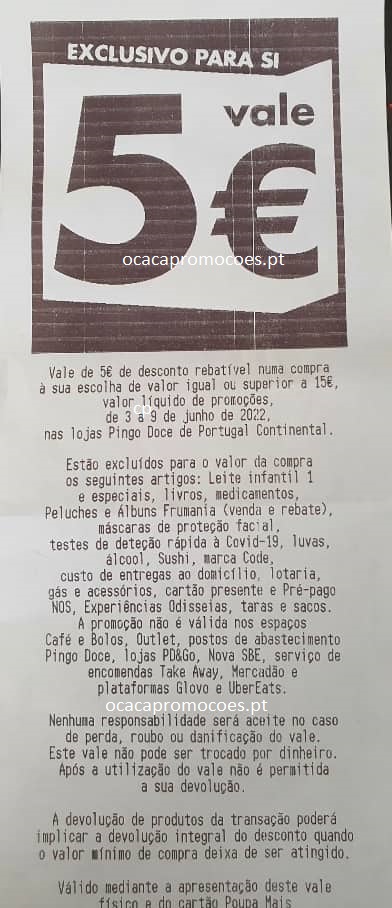 EXCLUSIVO PARA SI
vale
5€
ocacapromocoes.pt
Vale de 5€ de desconto rebatível numa compra
à sua escolha de valor igual ou superior a 15€,
valor líquido de promoções,
de 3 a 9 de junho de 2022,
nas lojas Pingo Doce de Portugal Continental.
Estão excluídos para o valor da compra
os seguintes artigos: Leite infantil 1
e especiais, livros, medicamentos,
Peluches e Álbuns Frumania (venda e rebate),
máscaras de proteção facial,
testes de deteção rápida à Covid-19, luvas,
álcool, Sushi, marca Code,
custo de entregas ao domicílio, lotaria,
gás e acessórios, cartão presente e Pré-pago
NOS, Experiências Odisseias, taras e sacos.
A promoção não é válida nos espaços
Café e Bolos, Outlet, postos de abastecimento
Pingo Doce, lojas PD&Go, Nova SBE, serviço de
encomendas Take Away, Mercadão e
plataformas Glovo e UberEats.
ocacapromocoes.pt
Nenhuma responsabilidade será aceite no caso
de perda, roubo ou danificação do vale.
Este vale não pode ser trocado por dinheiro.
Após a utilização do vale não é permitida
a sua devolução.
A devolução de produtos da transação poderá
implicar a devolução integral do desconto quando
o valor mínimo de compra deixa de ser atingido.
Válido mediante a apresentação deste vale
físico e do cartão Poupa Mais